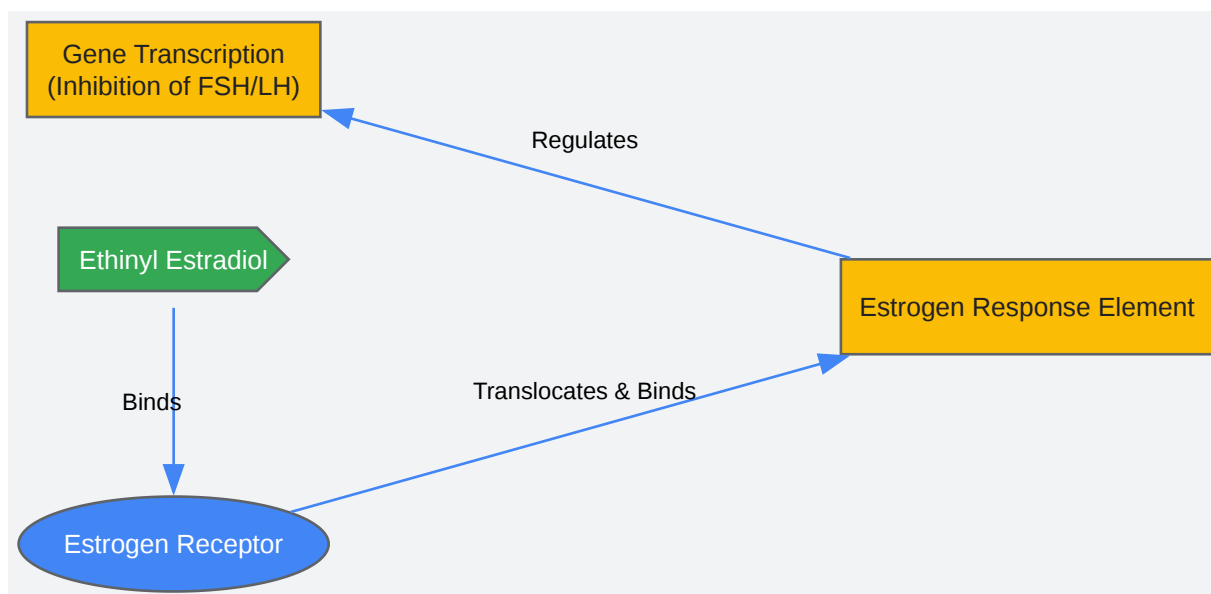 Gene Transcription
(Inhibition of FSH/LH)
Regulates
Ethinyl Estradiol
Estrogen Response Element
Translocates & Binds
Binds
Estrogen Receptor